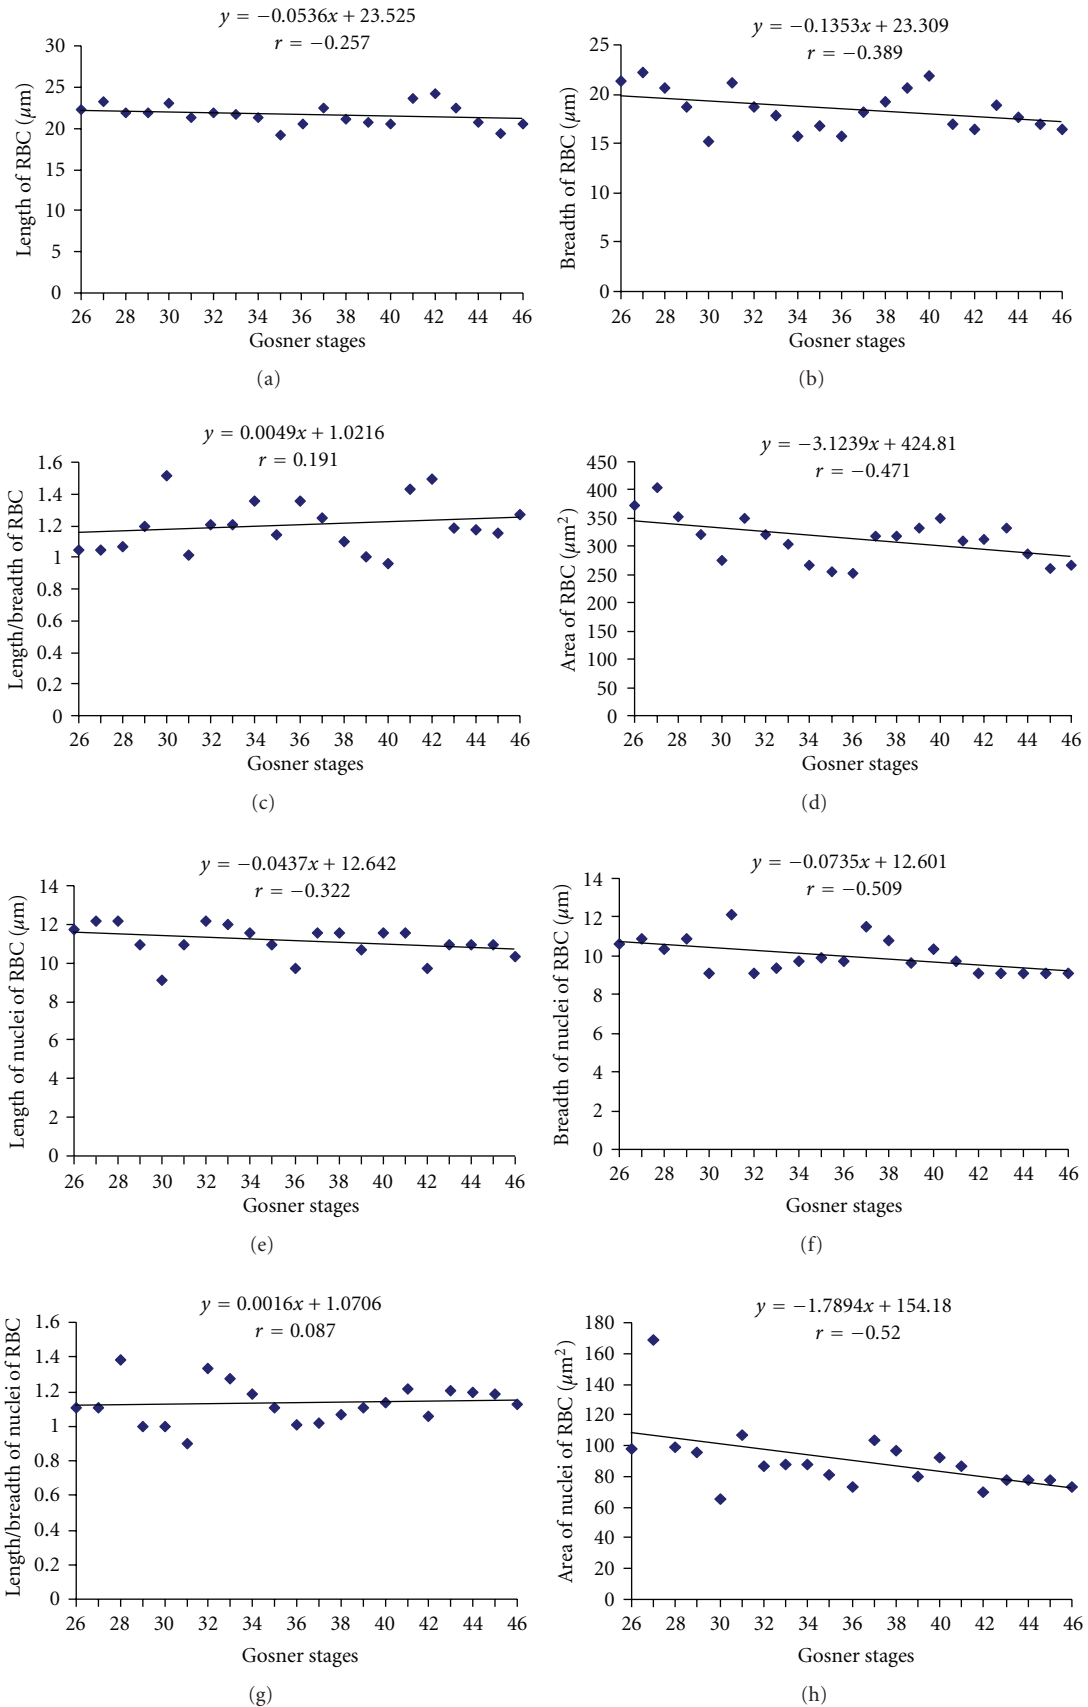 y = −0.0536x + 23.525
r = −0.257
30
25
20
15
10
5
0
Length of RBC (μm)
26 28 30 32 34 36 38 40 42 44 46
Gosner stages
(a)
y = −0.1353x + 23.309
r = −0.389
25
20
15
10
5
0
Breadth of RBC (μm)
26 28 30 32 34 36 38 40 42 44 46
Gosner stages
(b)
y = 0.0049x + 1.0216
r = 0.191
1.6
1.4
1.2
1
0.8
0.6
0.4
0.2
0
Length/breadth of RBC
26 28 30 32 34 36 38 40 42 44 46
Gosner stages
(c)
y = −3.1239x + 424.81
r = −0.471
450
400
350
300
250
200
150
100
50
0
Area of RBC (μm²)
26 28 30 32 34 36 38 40 42 44 46
Gosner stages
(d)
y = −0.0437x + 12.642
r = −0.322
14
12
10
8
6
4
2
0
Length of nuclei of RBC (μm)
26 28 30 32 34 36 38 40 42 44 46
Gosner stages
(e)
y = −0.0735x + 12.601
r = −0.509
14
12
10
8
6
4
2
0
Breadth of nuclei of RBC (μm)
26 28 30 32 34 36 38 40 42 44 46
Gosner stages
(f)
y = 0.0016x + 1.0706
r = 0.087
1.6
1.4
1.2
1
0.8
0.6
0.4
0.2
0
Length/breadth of nuclei of RBC
26 28 30 32 34 36 38 40 42 44 46
Gosner stages
(g)
y = −1.7894x + 154.18
r = −0.52
180
160
140
120
100
80
60
40
20
0
Area of nuclei of RBC (μm²)
26 28 30 32 34 36 38 40 42 44 46
Gosner stages
(h)